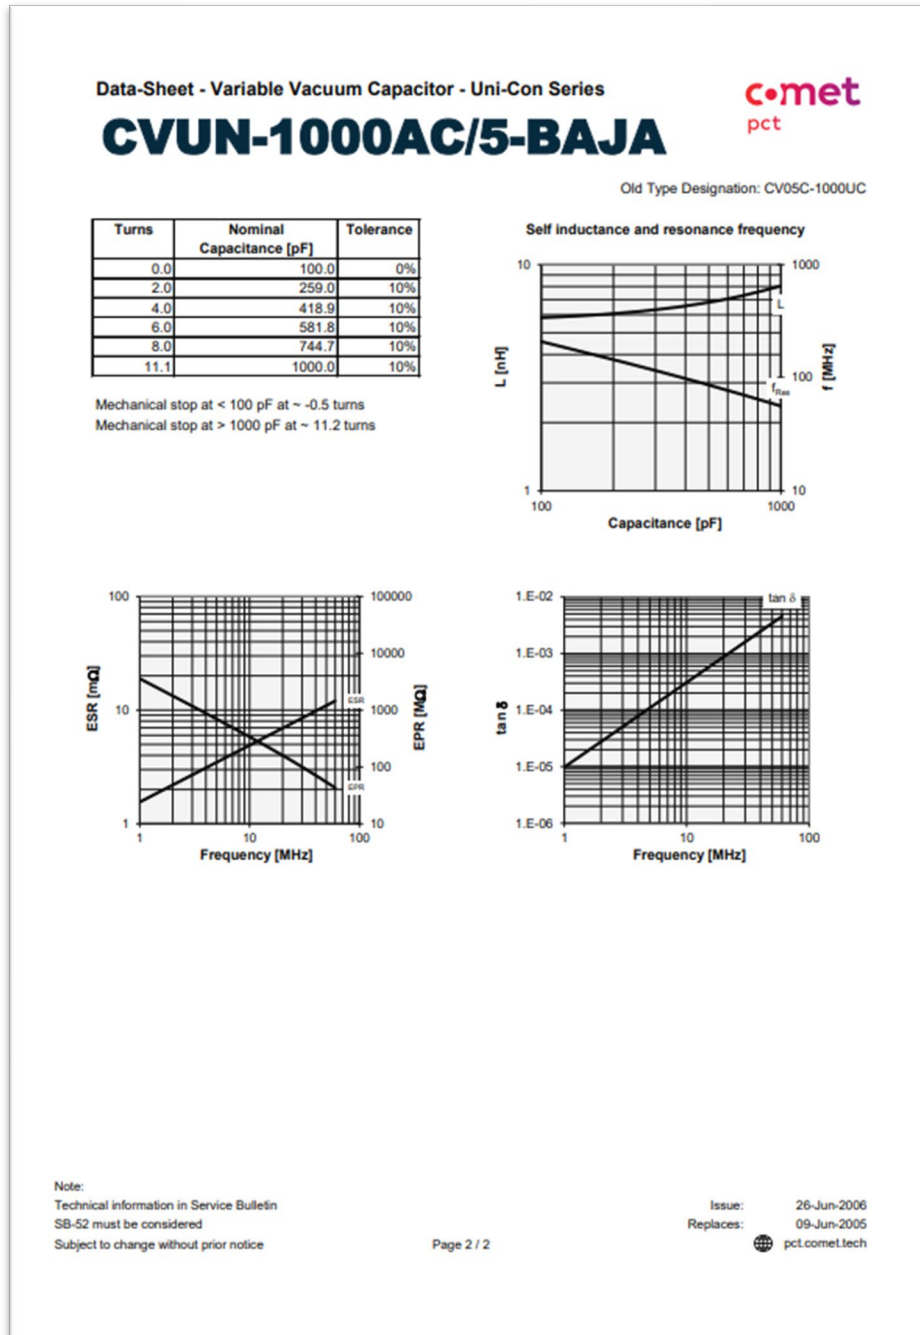 Data-Sheet - Variable Vacuum Capacitor - Uni-Con Series
comet
pct
CVUN-1000AC/5-BAJA
Old Type Designation: CV05C-1000UC
Turns Nominal Capacitance [pF] Tolerance
0.0 100.0 0%
2.0 259.0 10%
4.0 418.9 10%
6.0 581.8 10%
8.0 744.7 10%
11.1 1000.0 10%
Mechanical stop at < 100 pF at ~ -0.5 turns
Mechanical stop at > 1000 pF at ~ 11.2 turns
Self inductance and resonance frequency
10 1000
L
L [nH] 100 f [MHz]
fRes
1 10
100 1000
Capacitance [pF]
100 100000
10000
ESR
ESR [mΩ] 10 1000 EPR [MΩ]
100
EPR
1 10
1 10 100
Frequency [MHz]
1.E-02 tan δ
1.E-03
tan δ 1.E-04
1.E-05
1.E-06
1 10 100
Frequency [MHz]
Note:
Technical information in Service Bulletin
SB-52 must be considered
Subject to change without prior notice
Page 2 / 2
Issue: 26-Jun-2006
Replaces: 09-Jun-2005
pct.comet.tech